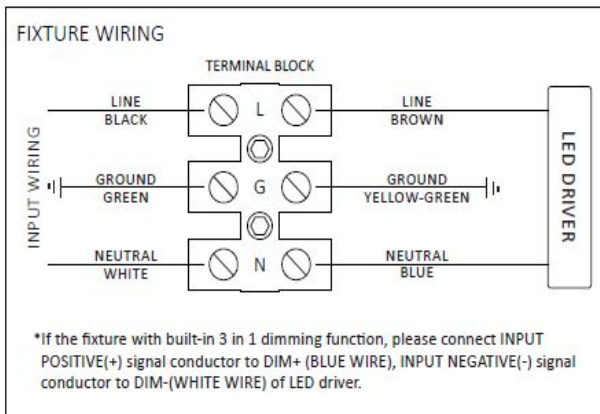 FIXTURE WIRING
TERMINAL BLOCK
LINE
BLACK
L
LINE
BROWN
INPUT WIRING
GROUND
GREEN
G
GROUND
YELLOW-GREEN
LED DRIVER
NEUTRAL
WHITE
N
NEUTRAL
BLUE
*If the fixture with built-in 3 in 1 dimming function, please connect INPUT
POSITIVE(+) signal conductor to DIM+ (BLUE WIRE), INPUT NEGATIVE(-) signal
conductor to DIM-(WHITE WIRE) of LED driver.